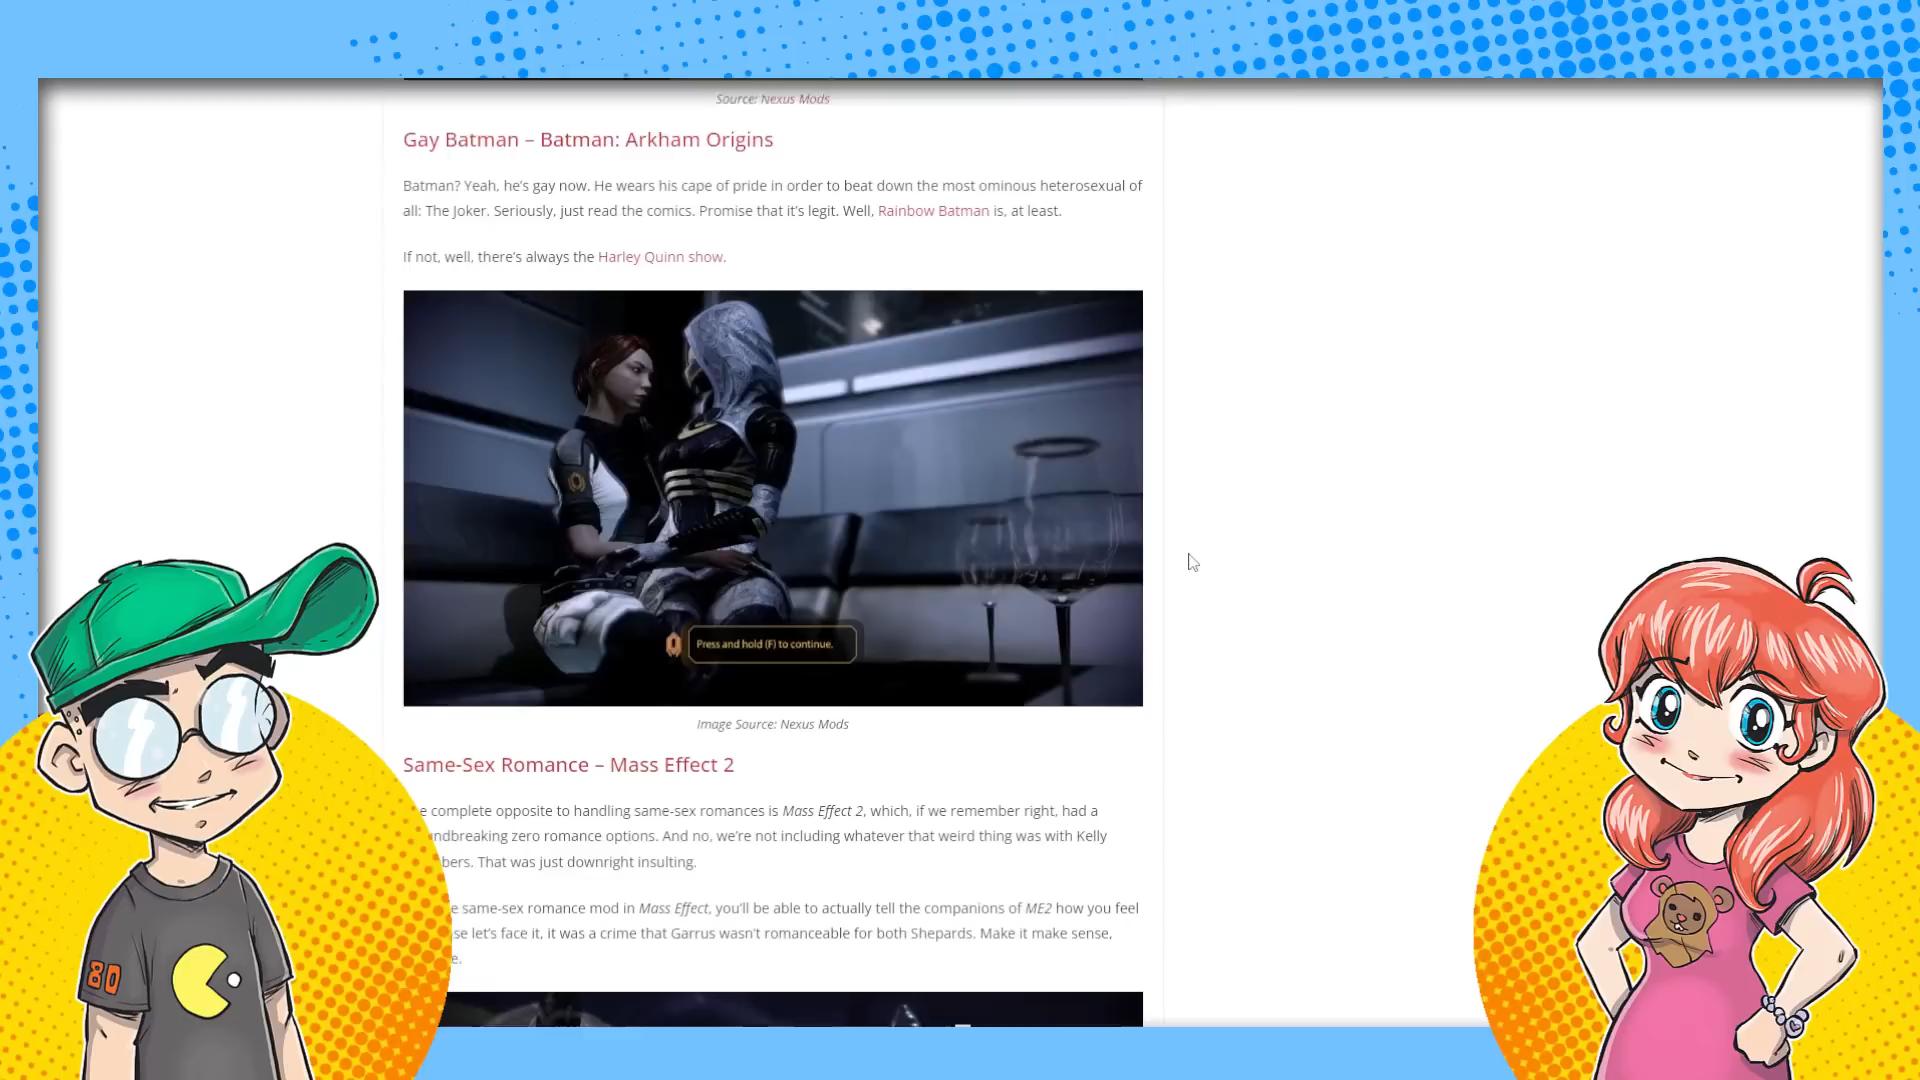 Source: Nexus Mods
Gay Batman – Batman: Arkham Origins
Batman? Yeah, he's gay now. He wears his cape of pride in order to beat down the most ominous heterosexual of
all: The Joker. Seriously, just read the comics. Promise that it's legit. Well, Rainbow Batman is, at least.
If not, well, there's always the Harley Quinn show.
Press and hold (F) to continue.
Image Source: Nexus Mods
Same-Sex Romance – Mass Effect 2
complete opposite to handling same-sex romances is Mass Effect 2, which, if we remember right, had a
ndbreaking zero romance options. And no, we're not including whatever that weird thing was with Kelly
bers. That was just downright insulting.
e same-sex romance mod in Mass Effect, you'll be able to actually tell the companions of ME2 how you feel
se let's face it, it was a crime that Garrus wasn't romanceable for both Shepards. Make it make sense,
e.
80